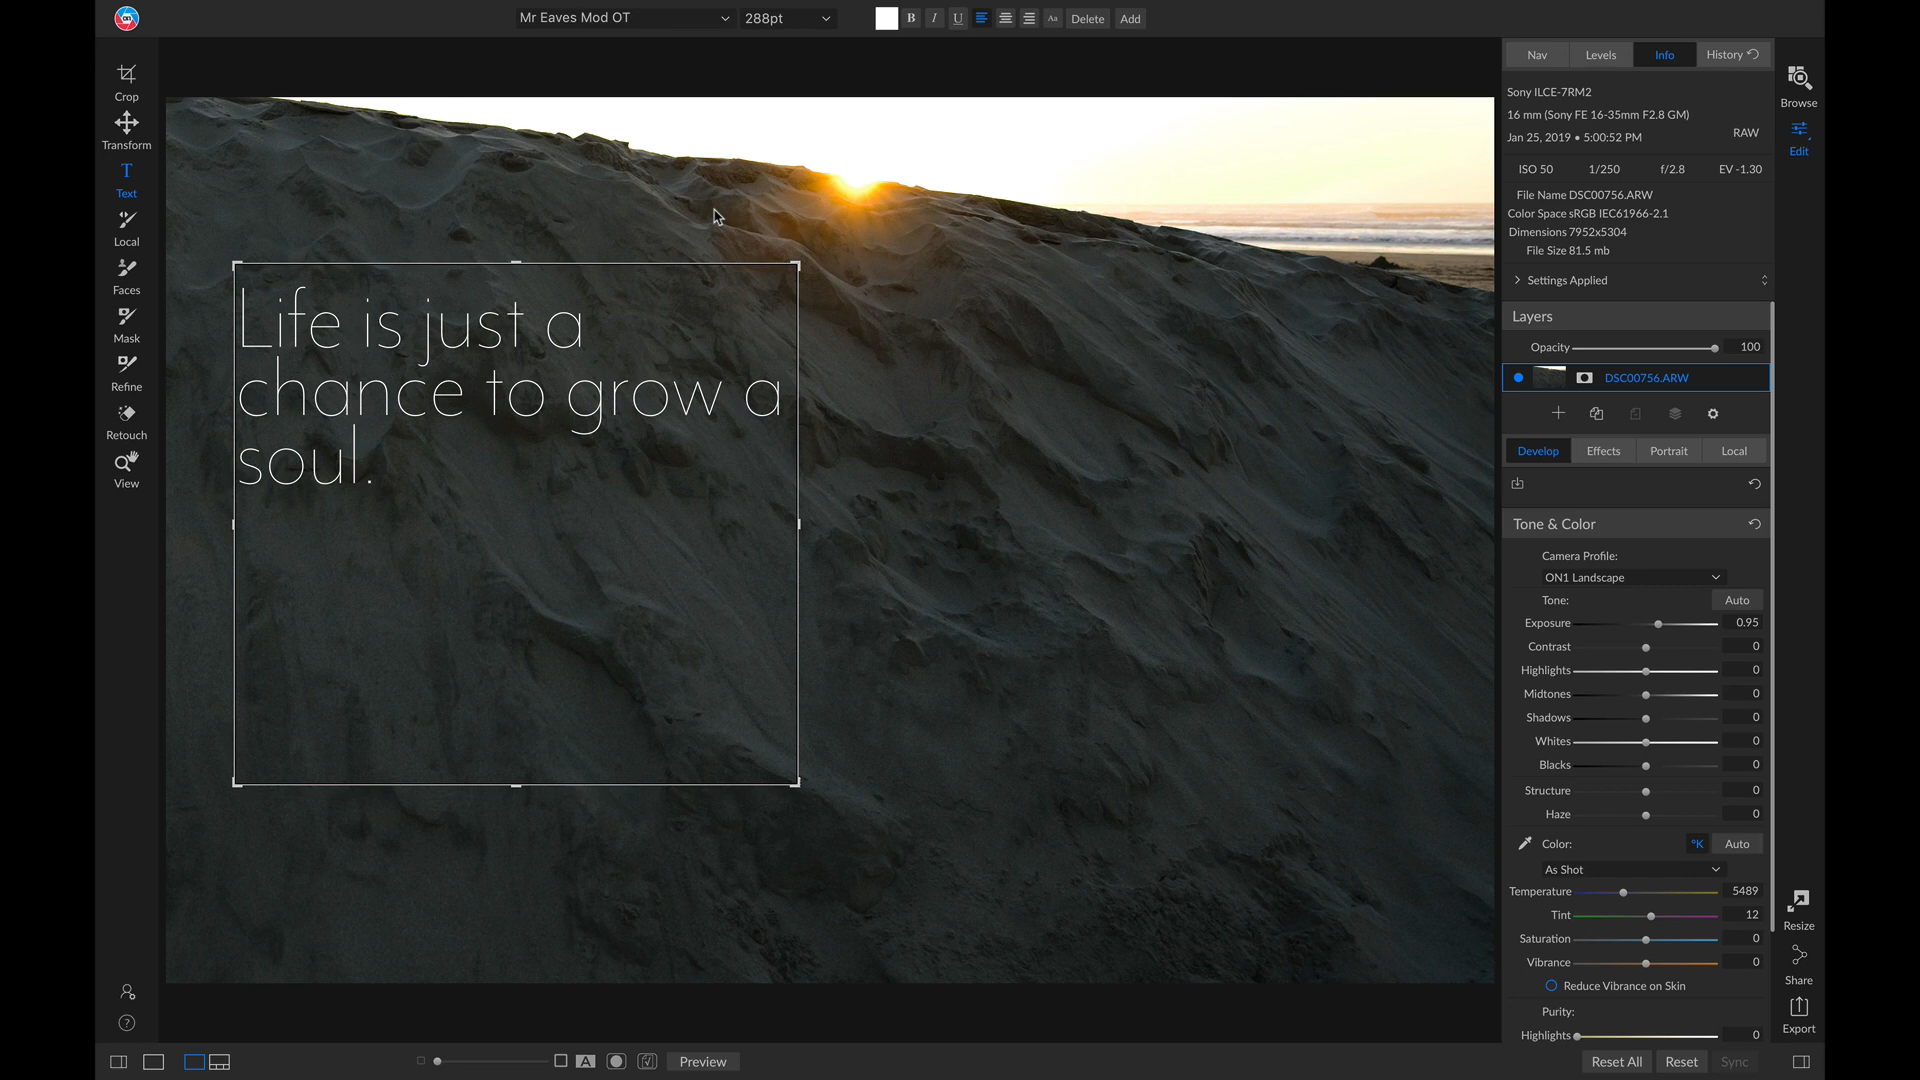 Mr Eaves Mod OT
288pt
B
I
U
Aa
Delete
Add
Crop
Transform
T
Text
Local
Faces
Mask
Refine
Retouch
View
Life is just a
chance to grow a
soul.
Nav
Levels
Info
History
Sony ILCE-7RM2
16 mm (Sony FE 16-35mm F2.8 GM)
Jan 25, 2019 • 5:00:52 PM
RAW
ISO 50
1/250
f/2.8
EV -1.30
File Name DSC00756.ARW
Color Space sRGB IEC61966-2.1
Dimensions 7952x5304
File Size 81.5 mb
Settings Applied
Layers
Opacity 100
DSC00756.ARW
Develop
Effects
Portrait
Local
Tone & Color
Camera Profile:
ON1 Landscape
Tone:
Auto
Exposure 0.95
Contrast 0
Highlights 0
Midtones 0
Shadows 0
Whites 0
Blacks 0
Structure 0
Haze 0
Color:
°K
Auto
As Shot
Temperature 5489
Tint 12
Saturation 0
Vibrance 0
Reduce Vibrance on Skin
Purity:
Highlights 0
Browse
Edit
Resize
Share
Export
?
A
Preview
Reset All
Reset
Sync